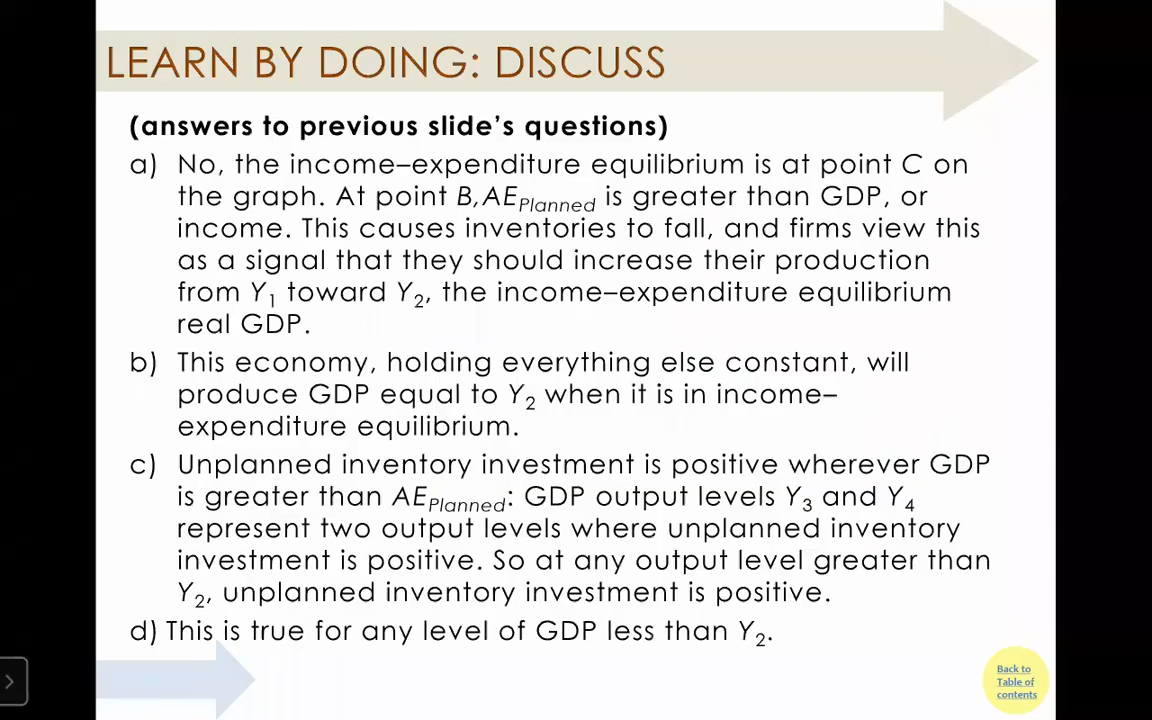 LEARN BY DOING: DISCUSS
(answers to previous slide’s questions)
a) No, the income–expenditure equilibrium is at point C on
the graph. At point B, AEPlanned is greater than GDP, or
income. This causes inventories to fall, and firms view this
as a signal that they should increase their production
from Y1 toward Y2, the income–expenditure equilibrium
real GDP.
b) This economy, holding everything else constant, will
produce GDP equal to Y2 when it is in income–
expenditure equilibrium.
c) Unplanned inventory investment is positive wherever GDP
is greater than AEPlanned: GDP output levels Y3 and Y4
represent two output levels where unplanned inventory
investment is positive. So at any output level greater than
Y2, unplanned inventory investment is positive.
d) This is true for any level of GDP less than Y2.
Back to
Table of
contents